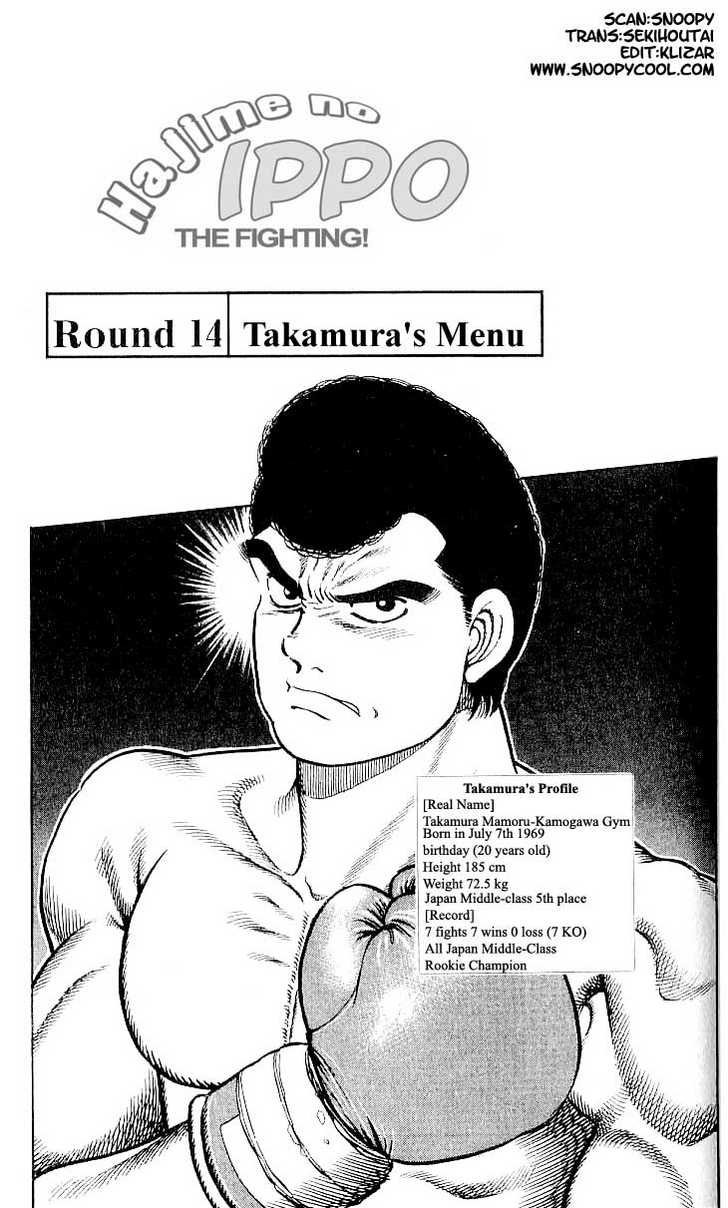 SCAN:SNOOPY
TRANS:SEKIHOUTAI
EDIT:KLIZAR
WWW.SNOOPYCOOL.COM
Hajime no
IPPO
THE FIGHTING!
Round 14 Takamura's Menu
Takamura's Profile
[Real Name]
Takamura Mamoru-Kamogawa Gym
Born in July 7th 1969
birthday (20 years old)
Height 185 cm
Weight 72.5 kg
Japan Middle-class 5th place
[Record]
7 fights 7 wins 0 loss (7 KO)
All Japan Middle-Class
Rookie Champion